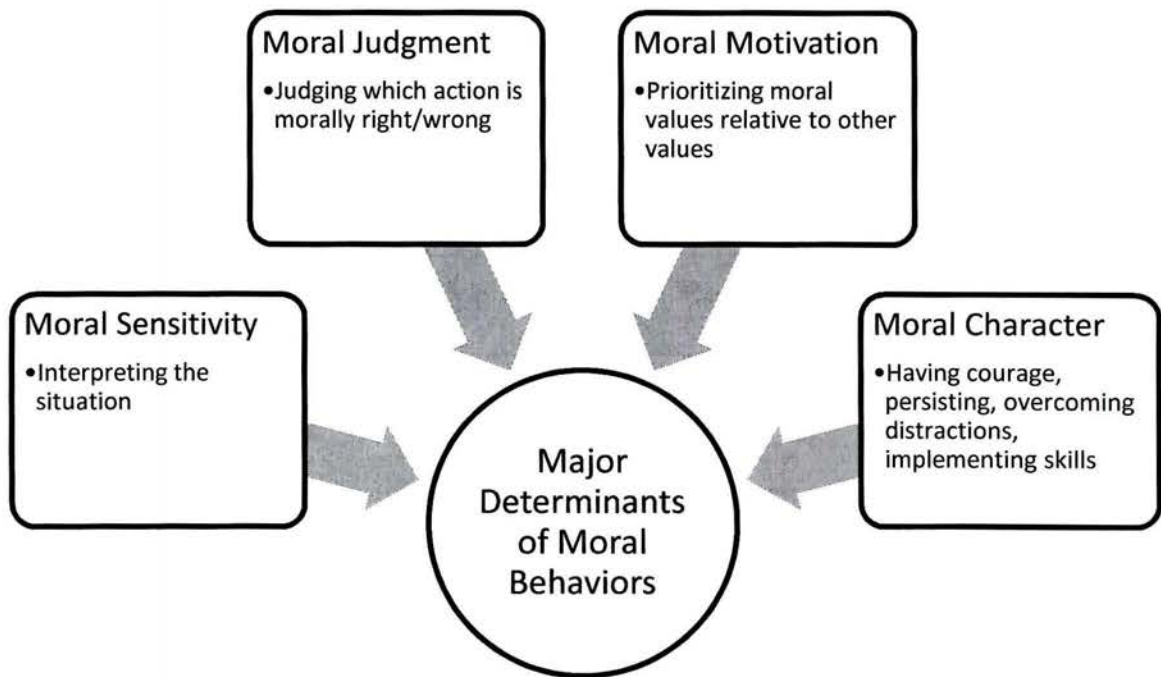 Moral Judgment
•Judging which action is
morally right/wrong
Moral Motivation
•Prioritizing moral
values relative to other
values
Moral Sensitivity
•Interpreting the
situation
Moral Character
•Having courage,
persisting, overcoming
distractions,
implementing skills
Major
Determinants
of Moral
Behaviors